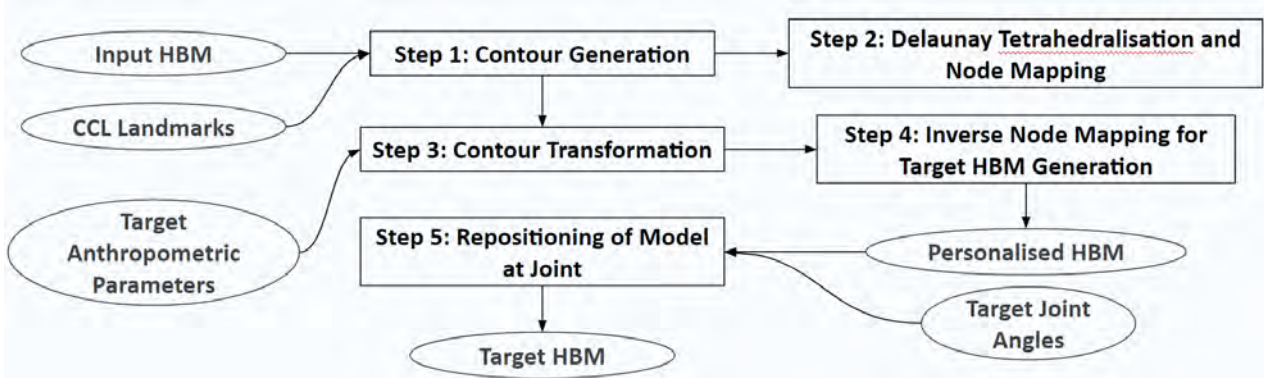 Input HBM
Step 1: Contour Generation
Step 2: Delaunay Tetrahedralisation and
Node Mapping
CCL Landmarks
Step 3: Contour Transformation
Step 4: Inverse Node Mapping for
Target HBM Generation
Target
Anthropometric
Parameters
Step 5: Repositioning of Model
at Joint
Personalised HBM
Target Joint
Angles
Target HBM